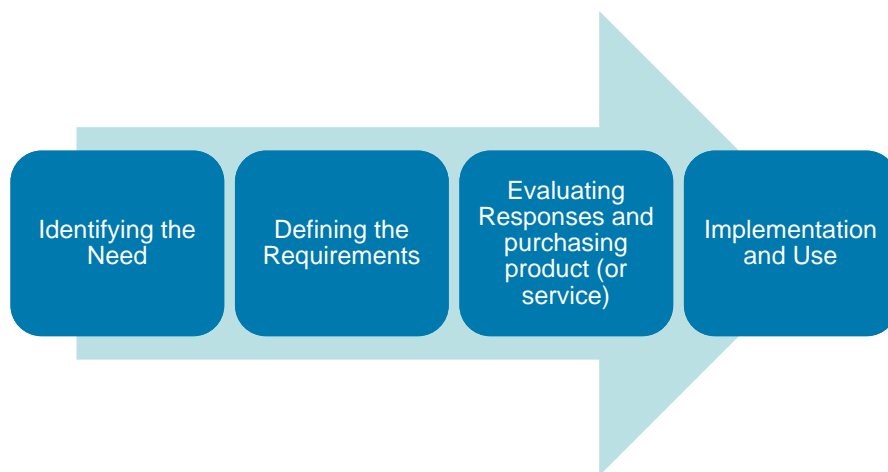 Identifying the
Need
Defining the
Requirements
Evaluating
Responses and
purchasing
product (or
service)
Implementation
and Use